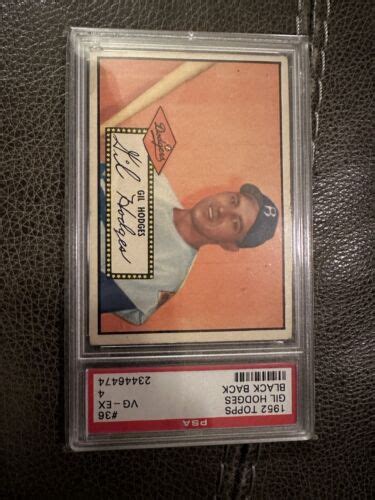 1952 TOPPS
GIL HODGES
BLACK BACK
#36
VG-EX
4
23446474
PSA
Dodgers
GIL HODGES
Gil Hodges
B